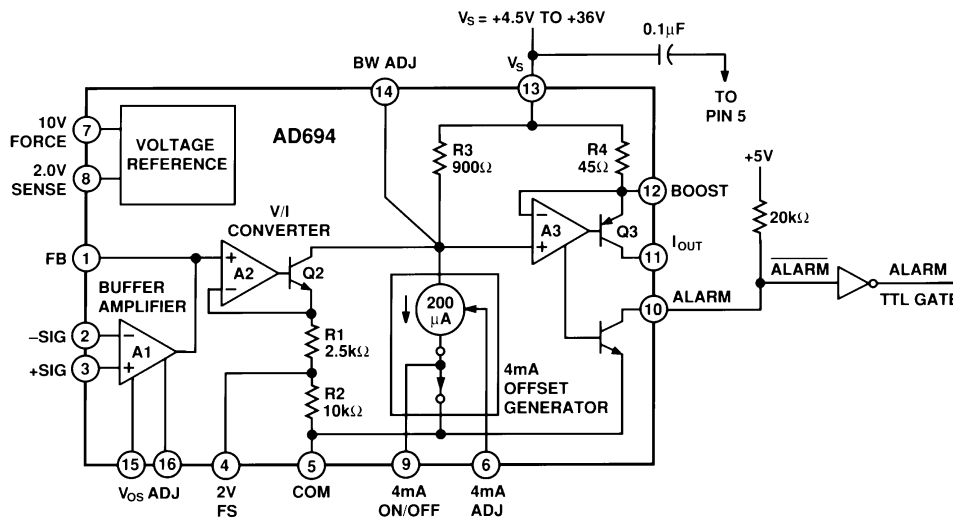 V_S = +4.5V TO +36V
0.1μF
BW ADJ
V_S
14
13
TO
PIN 5
10V
FORCE
7
VOLTAGE
REFERENCE
AD694
R3
900Ω
R4
45Ω
+5V
2.0V
SENSE
8
12
BOOST
20kΩ
V/I
CONVERTER
A3
Q3
I_OUT
11
FB
1
A2
Q2
ALARM
ALARM
TTL GATE
BUFFER
AMPLIFIER
200
μA
10
ALARM
–SIG
2
A1
R1
2.5kΩ
+SIG
3
4mA
OFFSET
GENERATOR
R2
10kΩ
15
16
4
5
9
6
V_OS ADJ
2V
FS
COM
4mA
ON/OFF
4mA
ADJ